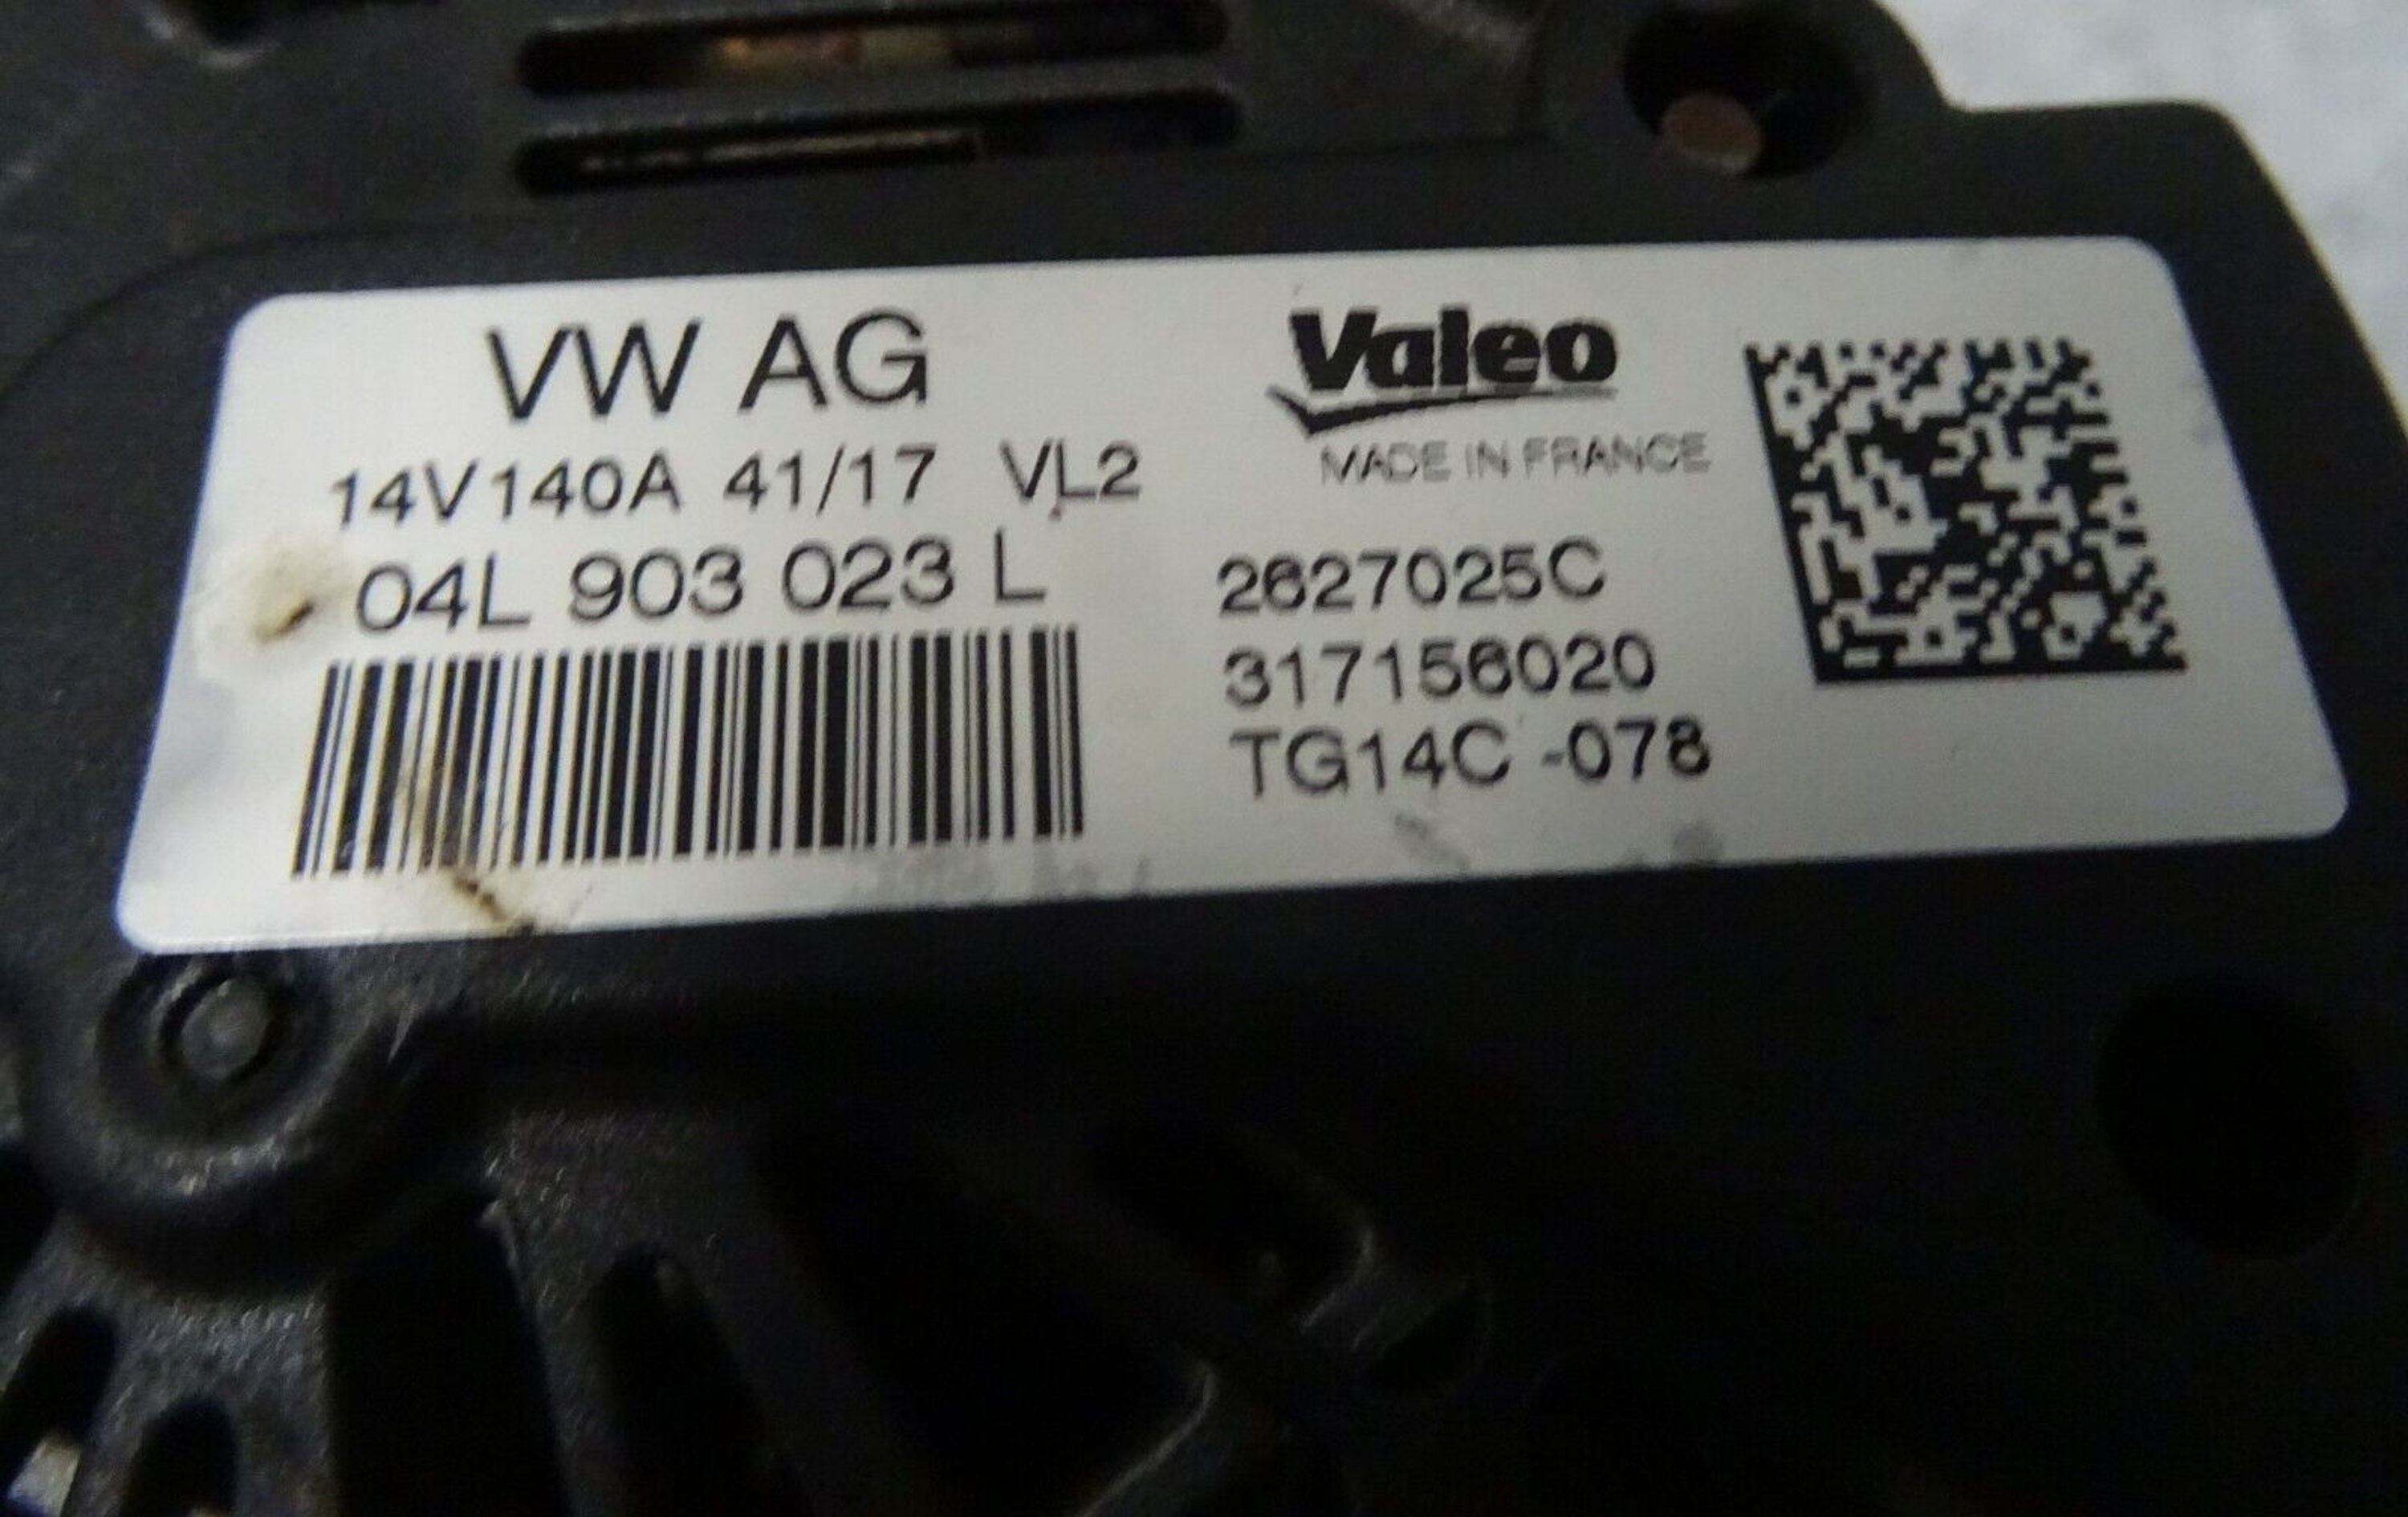 VW AG
14V140A 41/17 VL2
04L 903 023 L
Valeo
MADE IN FRANCE
2627025C
317156020
TG14C -078